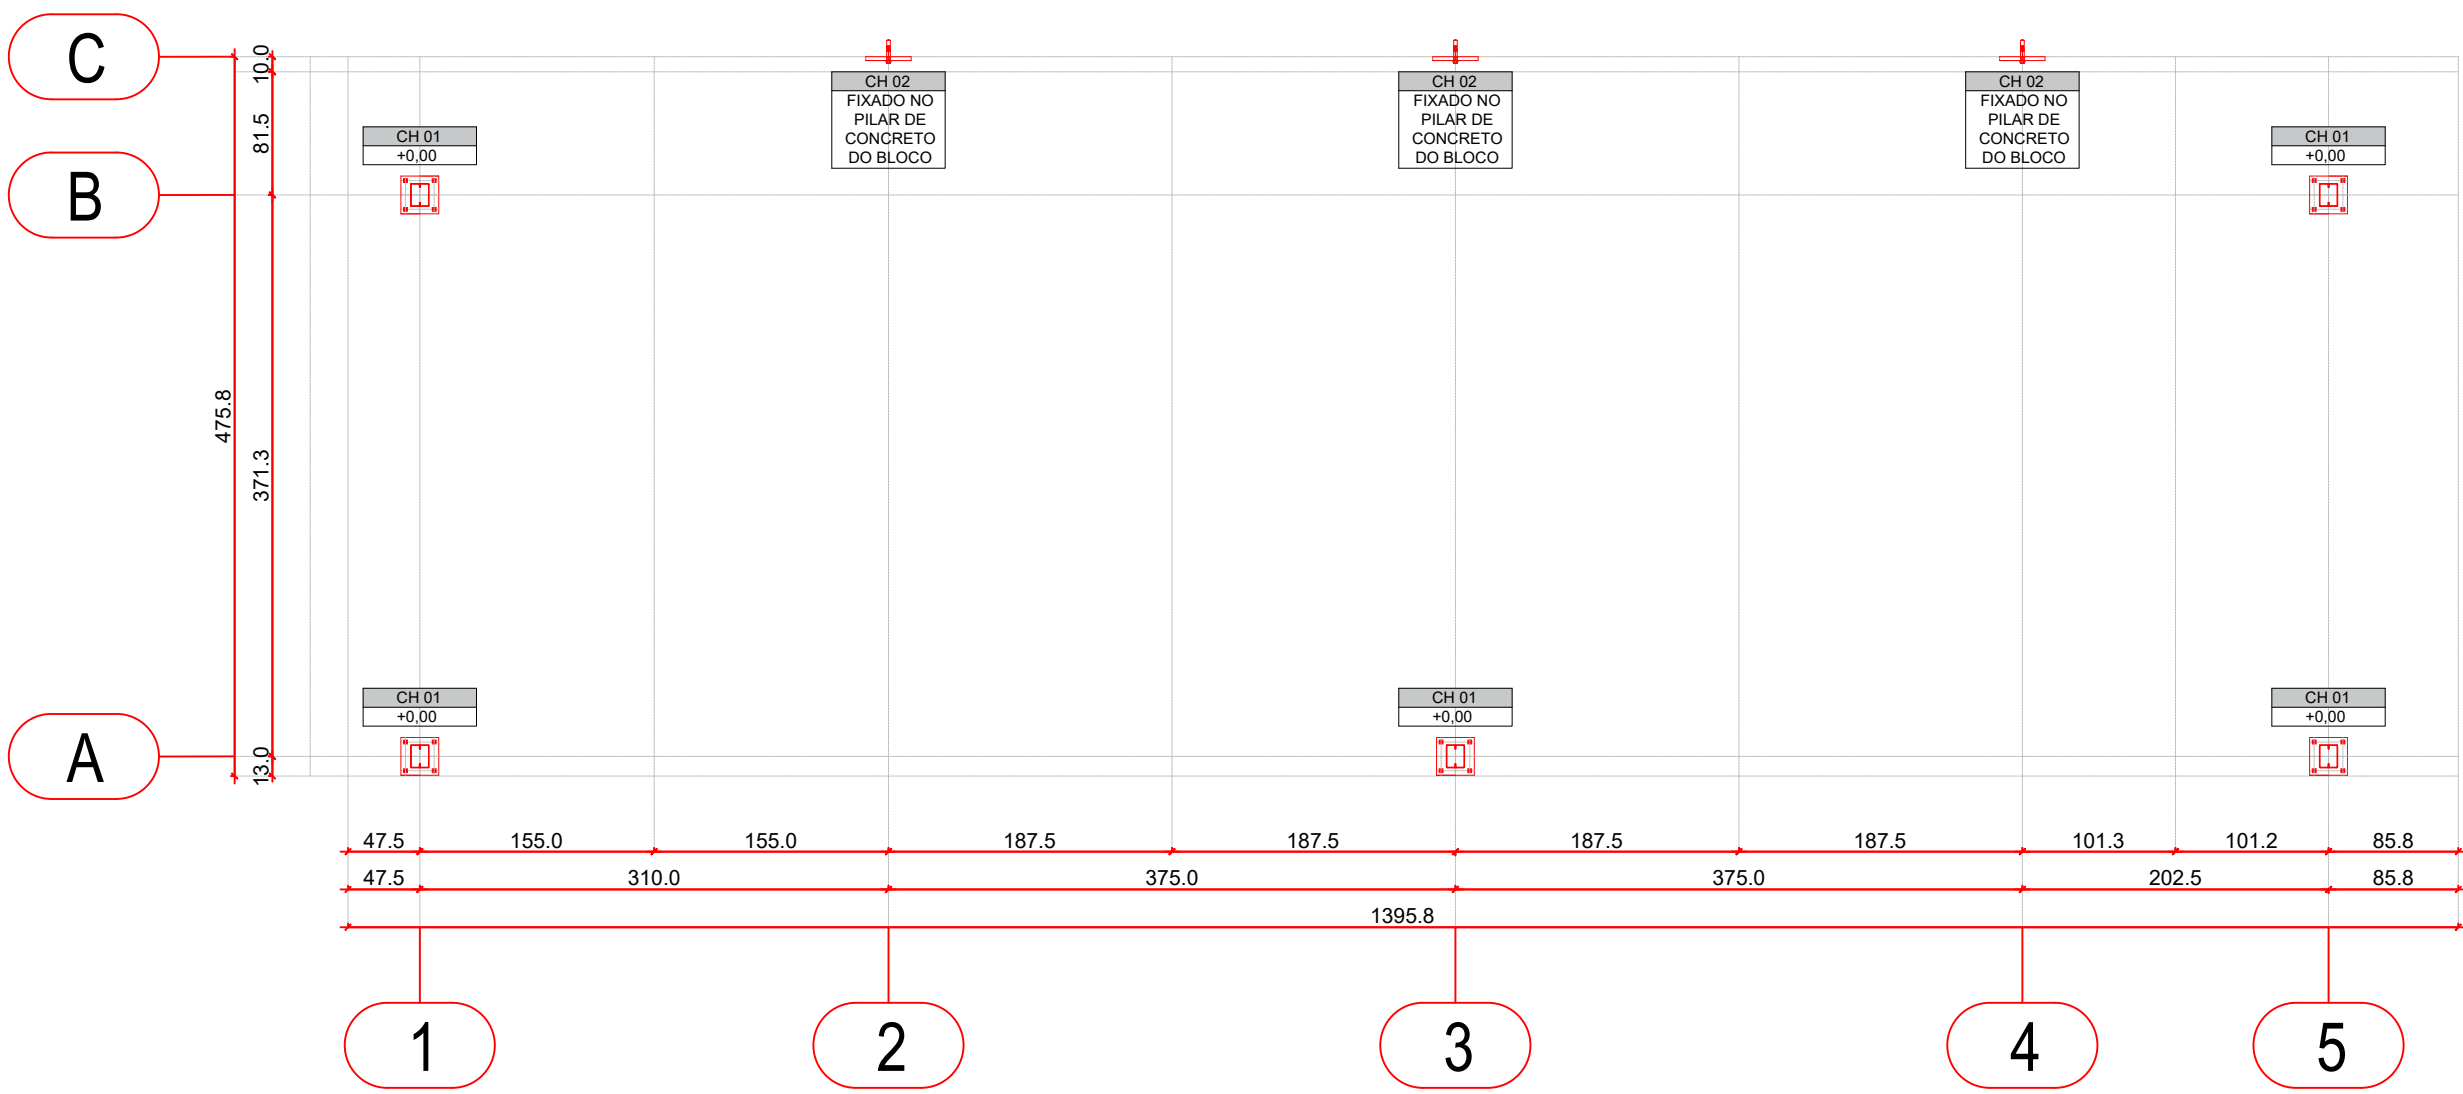 C
10.0
CH 02
FIXADO NO
PILAR DE
CONCRETO
DO BLOCO
CH 02
FIXADO NO
PILAR DE
CONCRETO
DO BLOCO
CH 02
FIXADO NO
PILAR DE
CONCRETO
DO BLOCO
81.5
CH 01
+0,00
CH 01
+0,00
B
475.8
371.3
CH 01
+0,00
CH 01
+0,00
CH 01
+0,00
A
13.0
47.5 155.0 155.0 187.5 187.5 187.5 187.5 101.3 101.2 85.8
47.5 310.0 375.0 375.0 202.5 85.8
1395.8
1 2 3 4 5